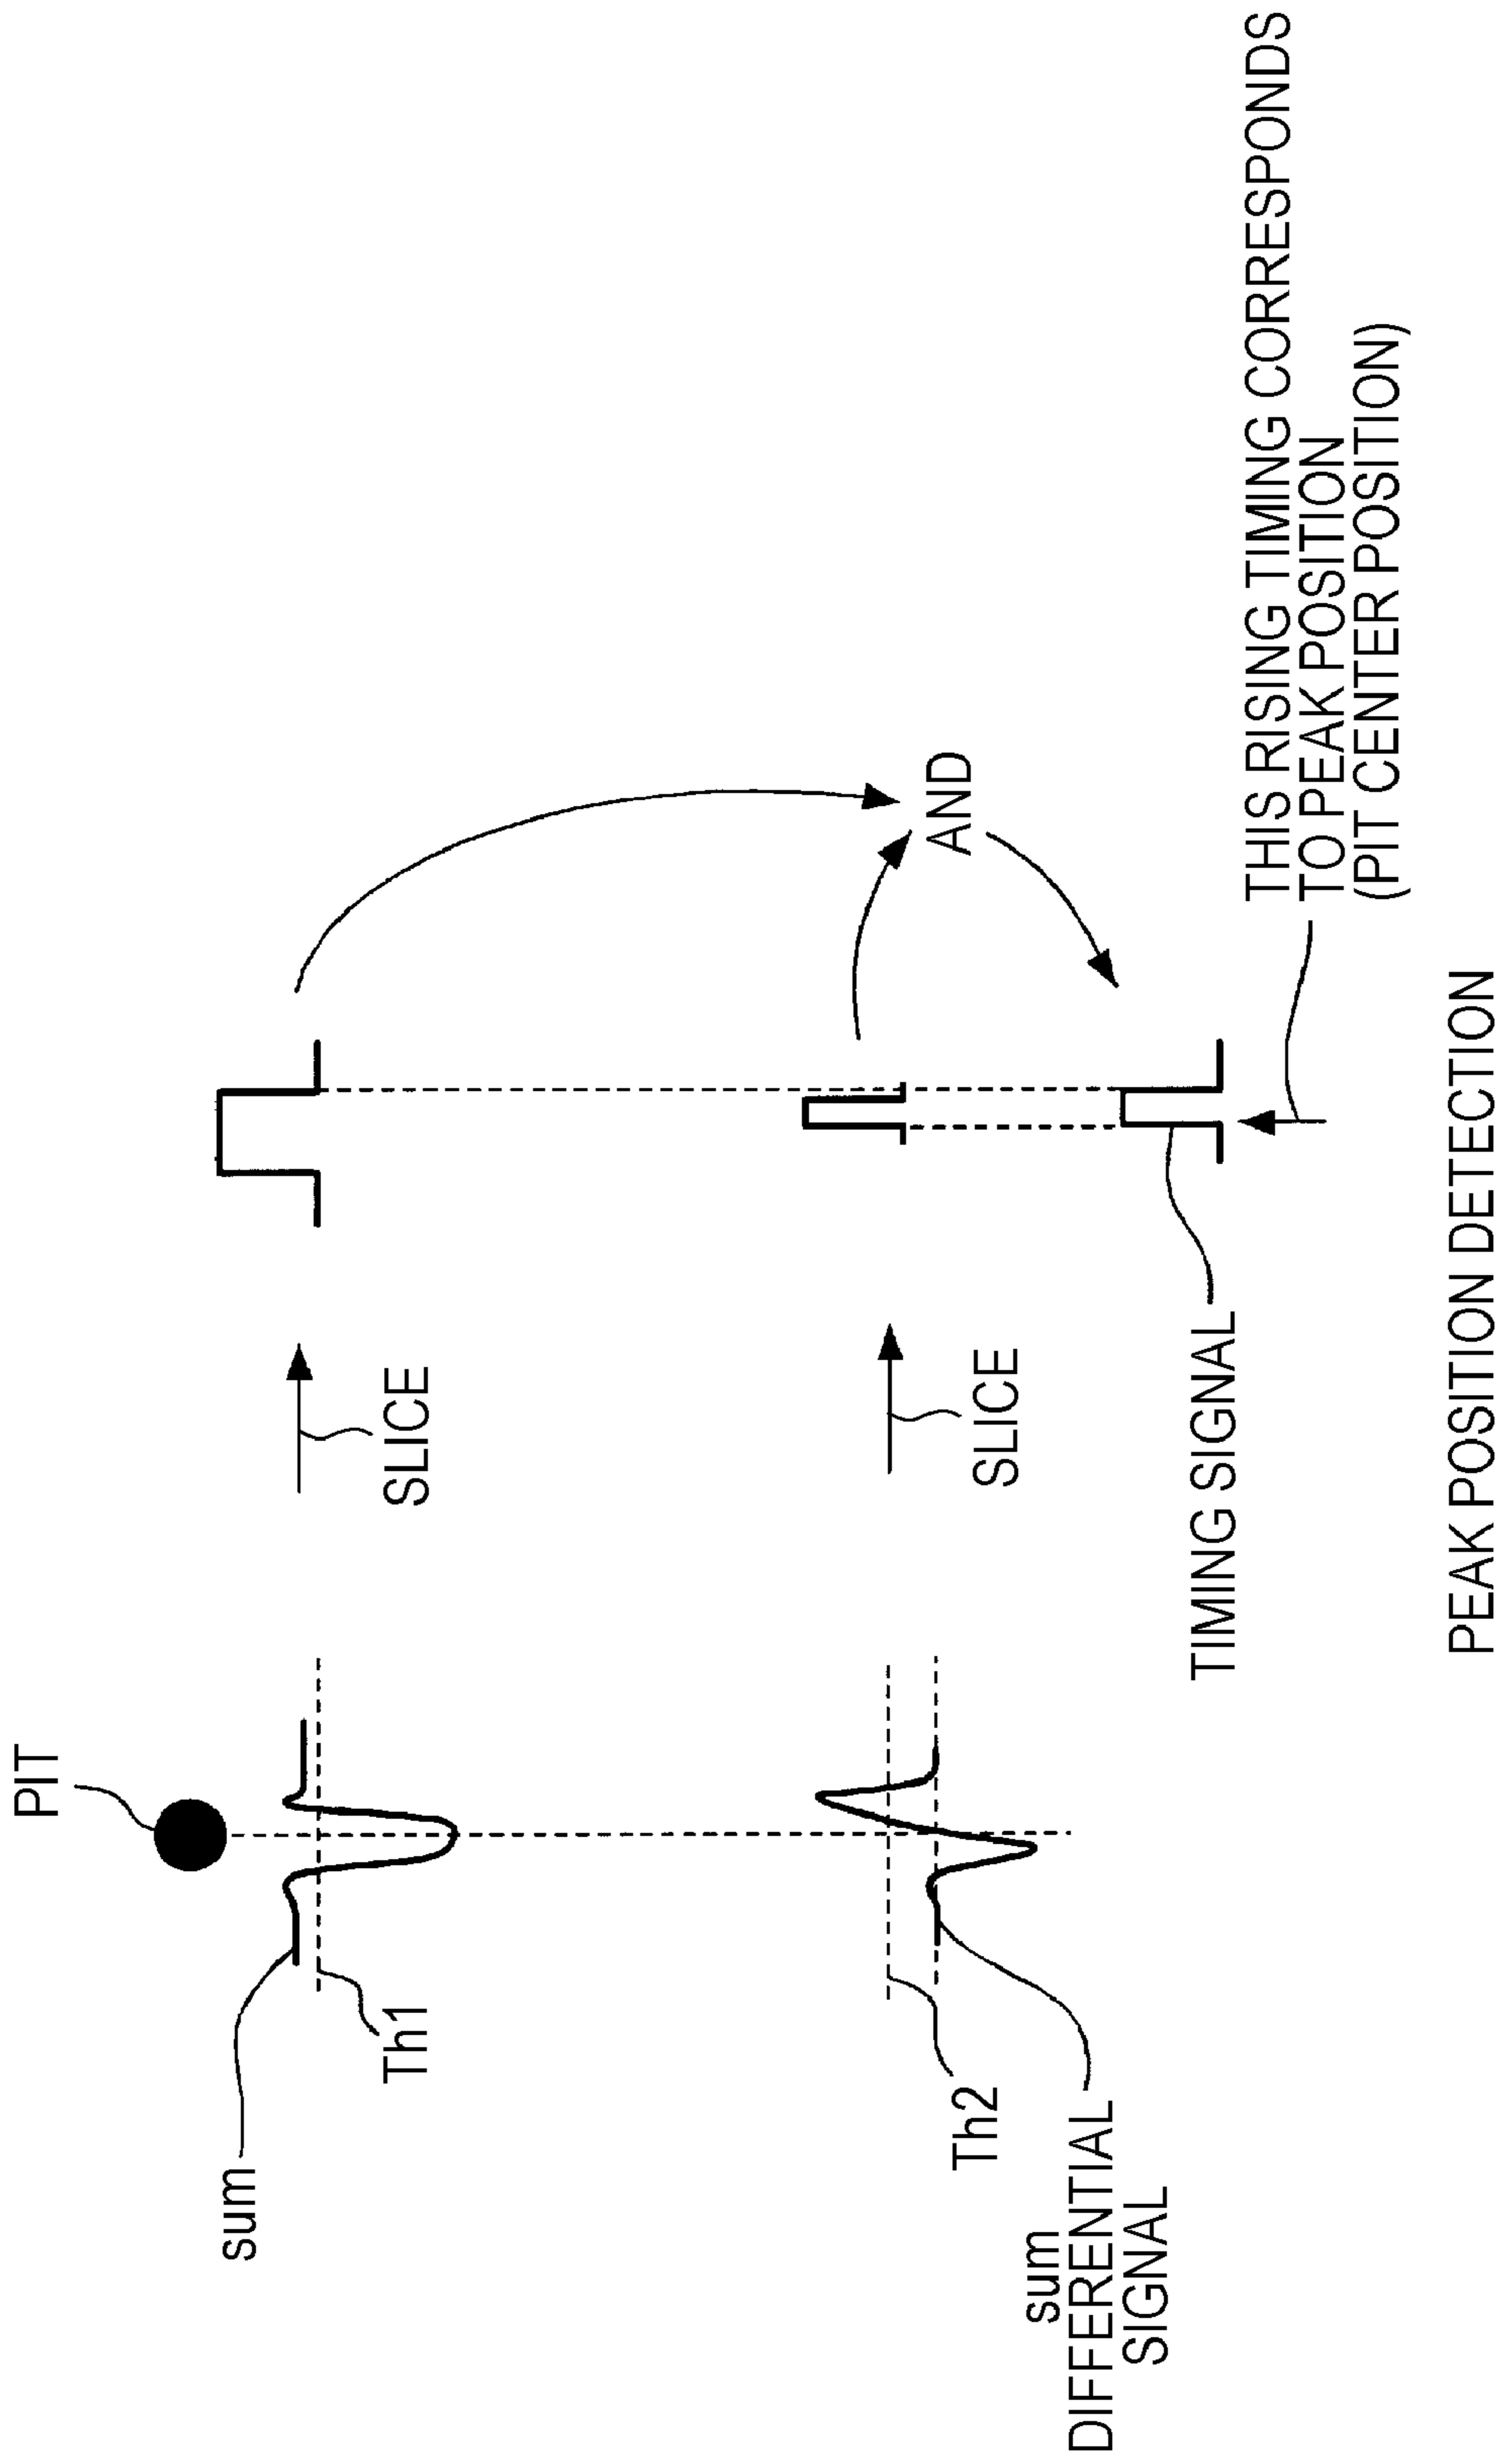 PIT
sum
Th1
SLICE
AND
Th2
SLICE
sum
DIFFERENTIAL
SIGNAL
TIMING SIGNAL
THIS RISING TIMING CORRESPONDS
TO PEAK POSITION
(PIT CENTER POSITION)
PEAK POSITION DETECTION